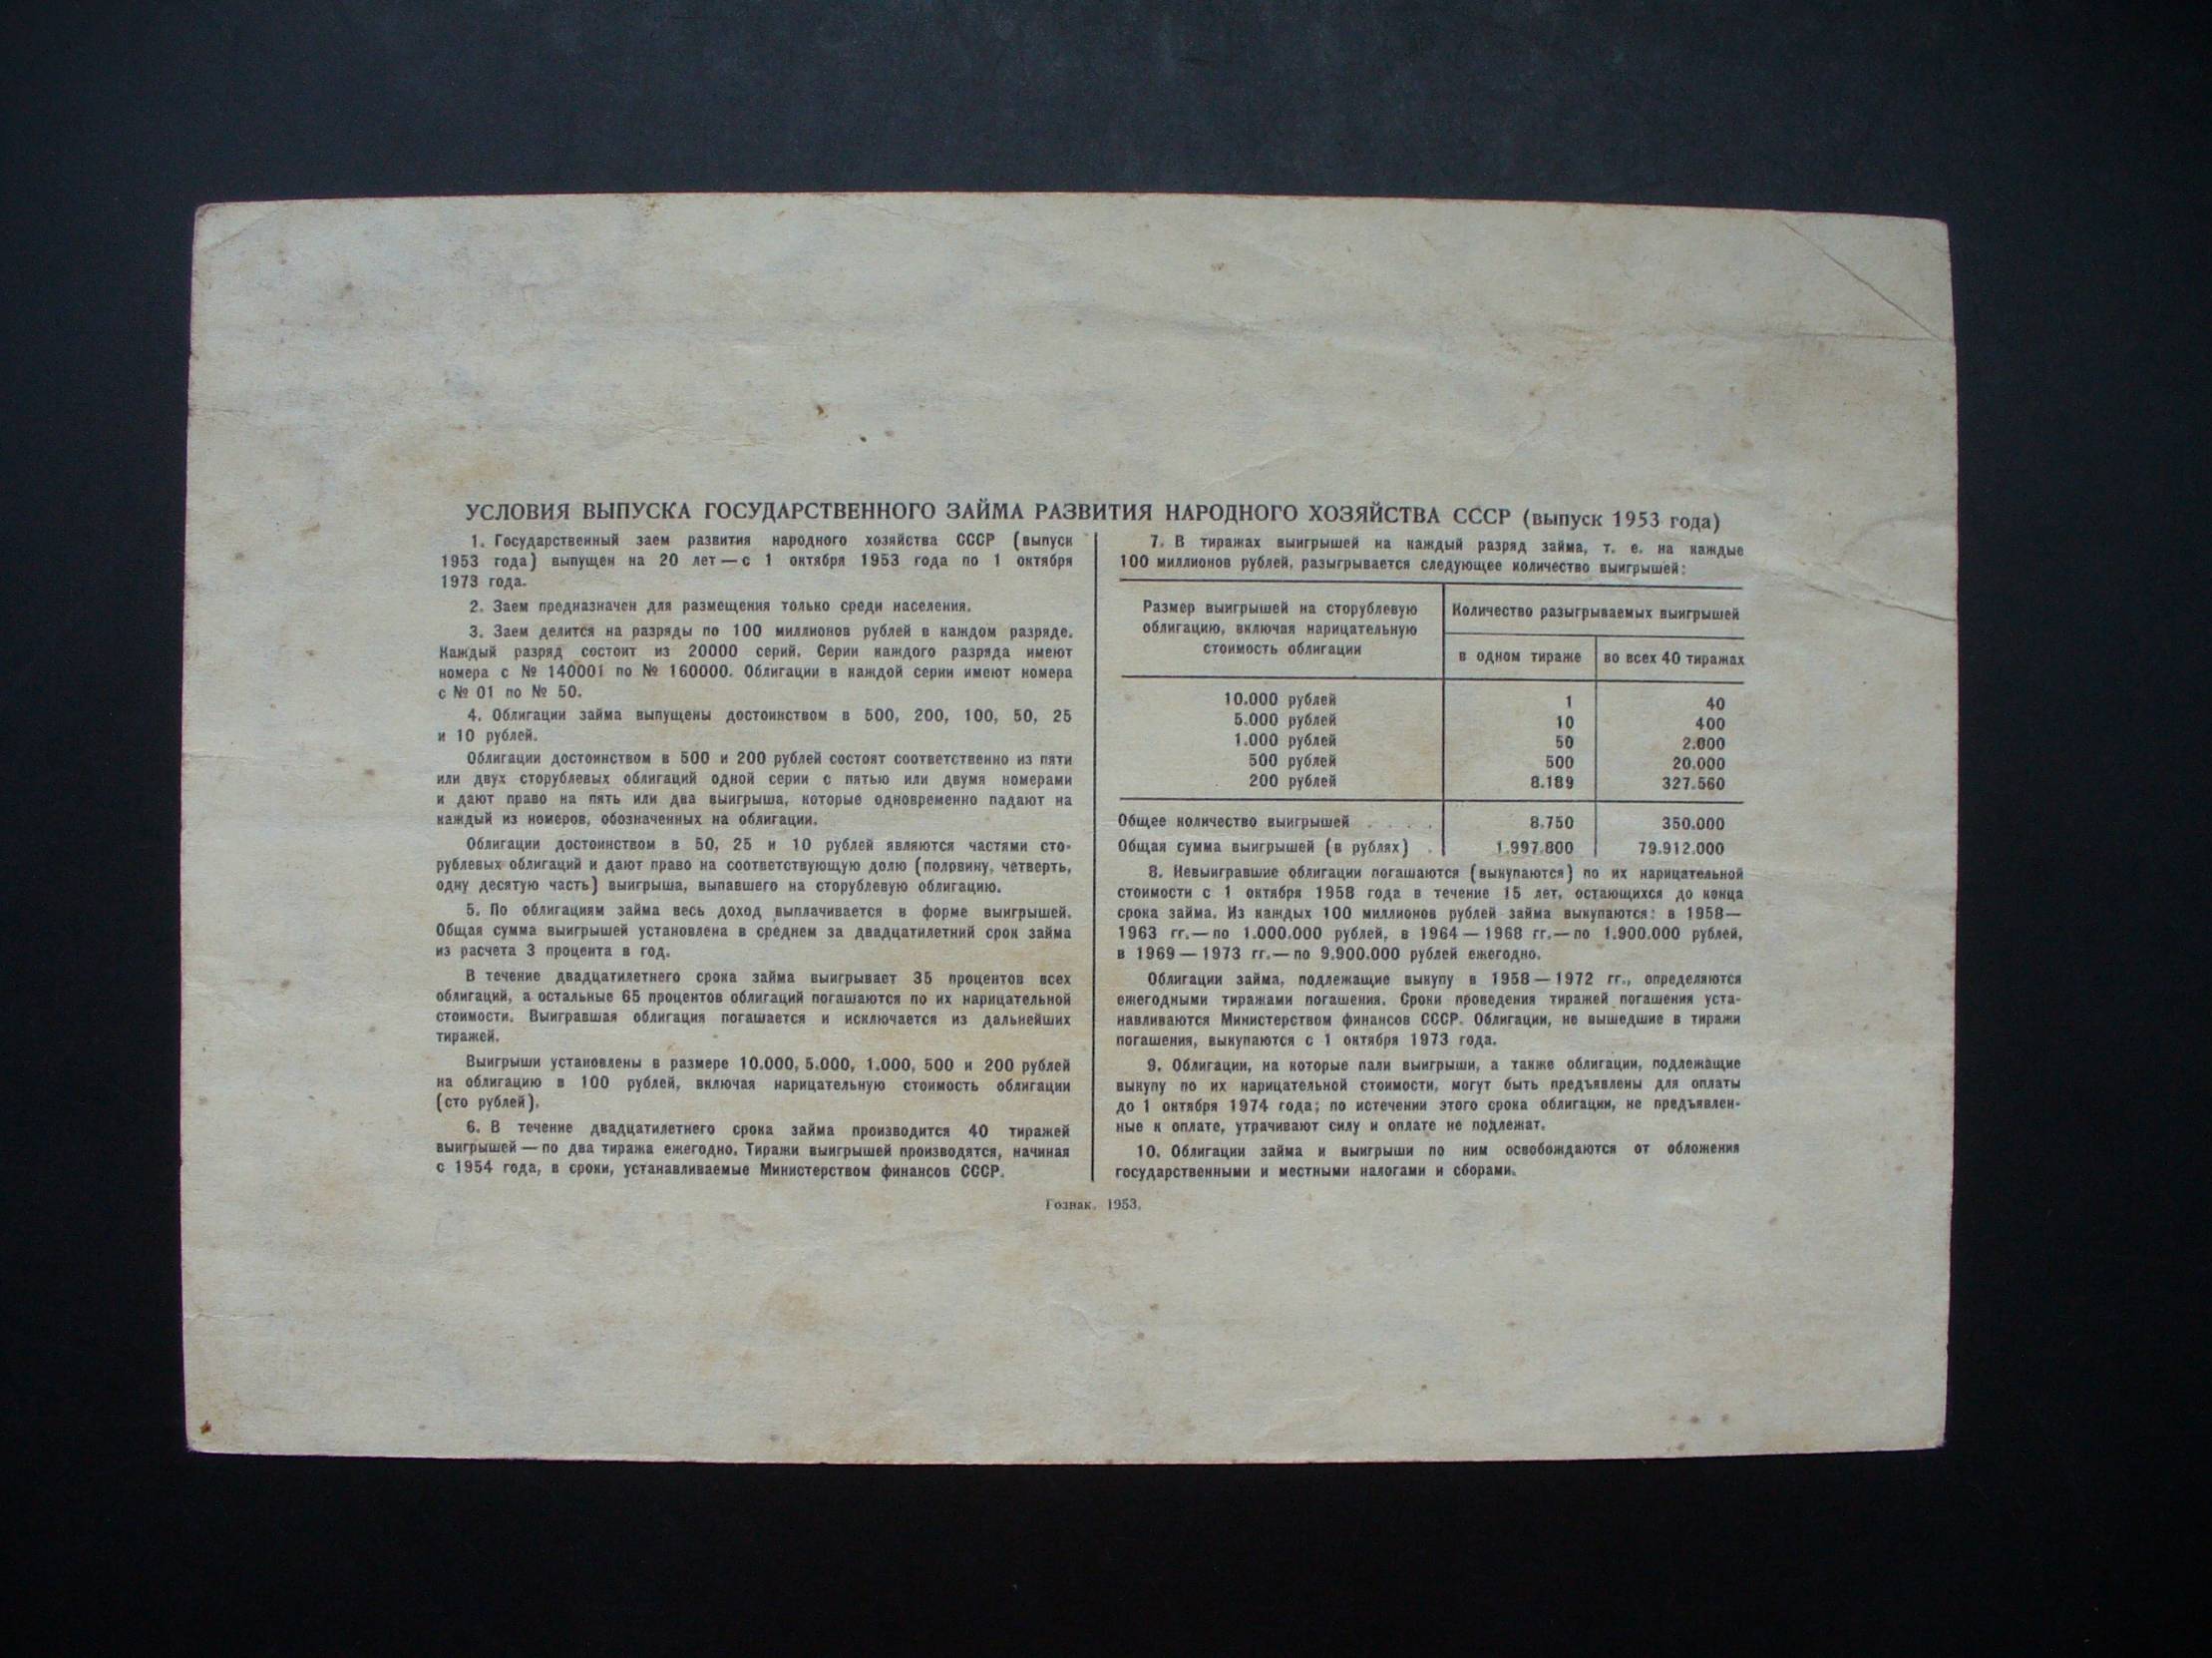 УСЛОВИЯ ВЫПУСКА ГОСУДАРСТВЕННОГО ЗАЙМА РАЗВИТИЯ НАРОДНОГО ХОЗЯЙСТВА СССР (выпуск 1953 года)
1. Государственный заем развития народного хозяйства СССР (выпуск
1953 года) выпущен на 20 лет — с 1 октября 1953 года по 1 октября
1973 года.
2. Заем предназначен для размещения только среди населения.
3. Заем делится на разряды по 100 миллионов рублей в каждом разряде.
Каждый разряд состоит из 20000 серий. Серии каждого разряда имеют
номера с № 140001 по № 160000. Облигации в каждой серии имеют номера
с № 01 по № 50.
4. Облигации займа выпущены достоинством в 500, 200, 100, 50, 25
и 10 рублей.
Облигации достоинством в 500 и 200 рублей состоят соответственно из пяти
или двух сторублевых облигаций одной серии с пятью или двумя номерами
и дают право на пять или два выигрыша, которые одновременно падают на
каждый из номеров, обозначенных на облигации.
Облигации достоинством в 50, 25 и 10 рублей являются частями сто-
рублевых облигаций и дают право на соответствующую долю (половину, четверть,
одну десятую часть) выигрыша, выпавшего на сторублевую облигацию.
5. По облигациям займа весь доход выплачивается в форме выигрышей.
Общая сумма выигрышей установлена в среднем за двадцатилетний срок займа
из расчета 3 процента в год.
В течение двадцатилетнего срока займа выигрывает 35 процентов всех
облигаций, а остальные 65 процентов облигаций погашаются по их нарицательной
стоимости. Выигравшая облигация погашается и исключается из дальнейших
тиражей.
Выигрыши установлены в размере 10.000, 5.000, 1.000, 500 и 200 рублей
на облигацию в 100 рублей, включая нарицательную стоимость облигации
(сто рублей).
6. В течение двадцатилетнего срока займа производится 40 тиражей
выигрышей — по два тиража ежегодно. Тиражи выигрышей производятся, начиная
с 1954 года, в сроки, устанавливаемые Министерством финансов СССР.
7. В тиражах выигрышей на каждый разряд займа, т. е. на каждые
100 миллионов рублей, разыгрывается следующее количество выигрышей:
Размер выигрышей на сторублевую
облигацию, включая нарицательную
стоимость облигации
Количество разыгрываемых выигрышей
в одном тираже во всех 40 тиражах
10.000 рублей 1 40
5.000 рублей 10 400
1.000 рублей 50 2.000
500 рублей 500 20.000
200 рублей 8.189 327.560
Общее количество выигрышей . . . . 8.750 350.000
Общая сумма выигрышей (в рублях) . 1.997.800 79.912.000
8. Невыигравшие облигации погашаются (выкупаются) по их нарицательной
стоимости с 1 октября 1958 года в течение 15 лет, остающихся до конца
срока займа. Из каждых 100 миллионов рублей займа выкупаются: в 1958—
1963 гг.— по 1.000.000 рублей, в 1964 — 1968 гг.— по 1.900.000 рублей,
в 1969 — 1973 гг.— по 9.900.000 рублей ежегодно.
Облигации займа, подлежащие выкупу в 1958 — 1972 гг., определяются
ежегодными тиражами погашения. Сроки проведения тиражей погашения уста-
навливаются Министерством финансов СССР. Облигации, не вышедшие в тиражи
погашения, выкупаются с 1 октября 1973 года.
9. Облигации, на которые пали выигрыши, а также облигации, подлежащие
выкупу по их нарицательной стоимости, могут быть предъявлены для оплаты
до 1 октября 1974 года; по истечении этого срока облигации, не предъявлен-
ные к оплате, утрачивают силу и оплате не подлежат.
10. Облигации займа и выигрыши по ним освобождаются от обложения
государственными и местными налогами и сборами.
Гознак. 1953.